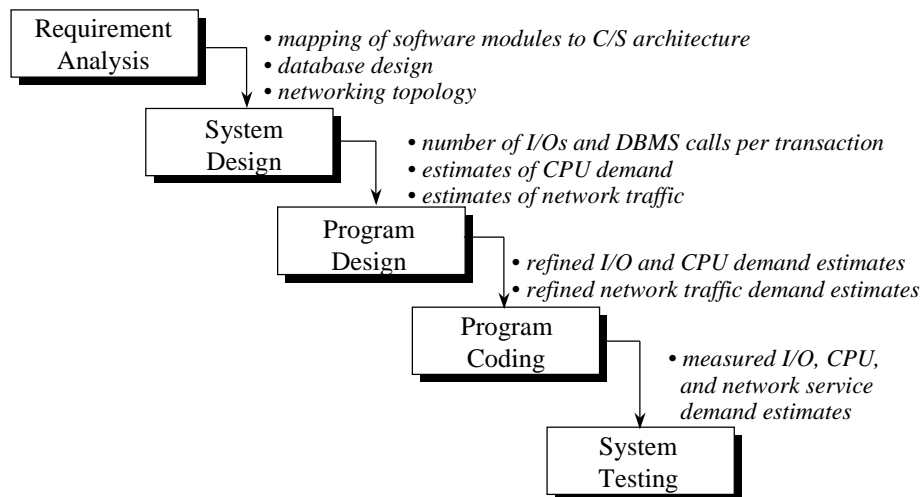 Requirement
Analysis
• mapping of software modules to C/S architecture
• database design
• networking topology
System
Design
• number of I/Os and DBMS calls per transaction
• estimates of CPU demand
• estimates of network traffic
Program
Design
• refined I/O and CPU demand estimates
• refined network traffic demand estimates
Program
Coding
• measured I/O, CPU,
and network service
demand estimates
System
Testing